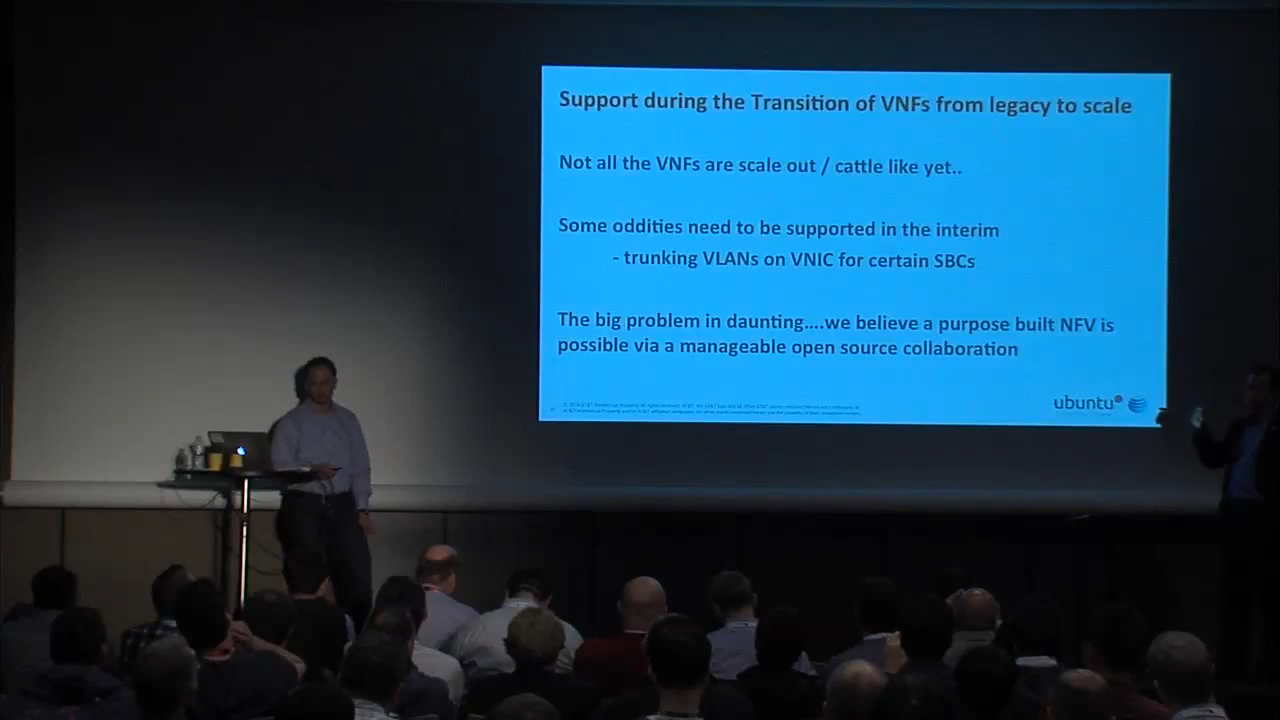 Support during the Transition of VNFs from legacy to scale
Not all the VNFs are scale out / cattle like yet..
Some oddities need to be supported in the interim
- trunking VLANs on VNIC for certain SBCs
The big problem in daunting....we believe a purpose built NFV is
possible via a manageable open source collaboration
ubuntu